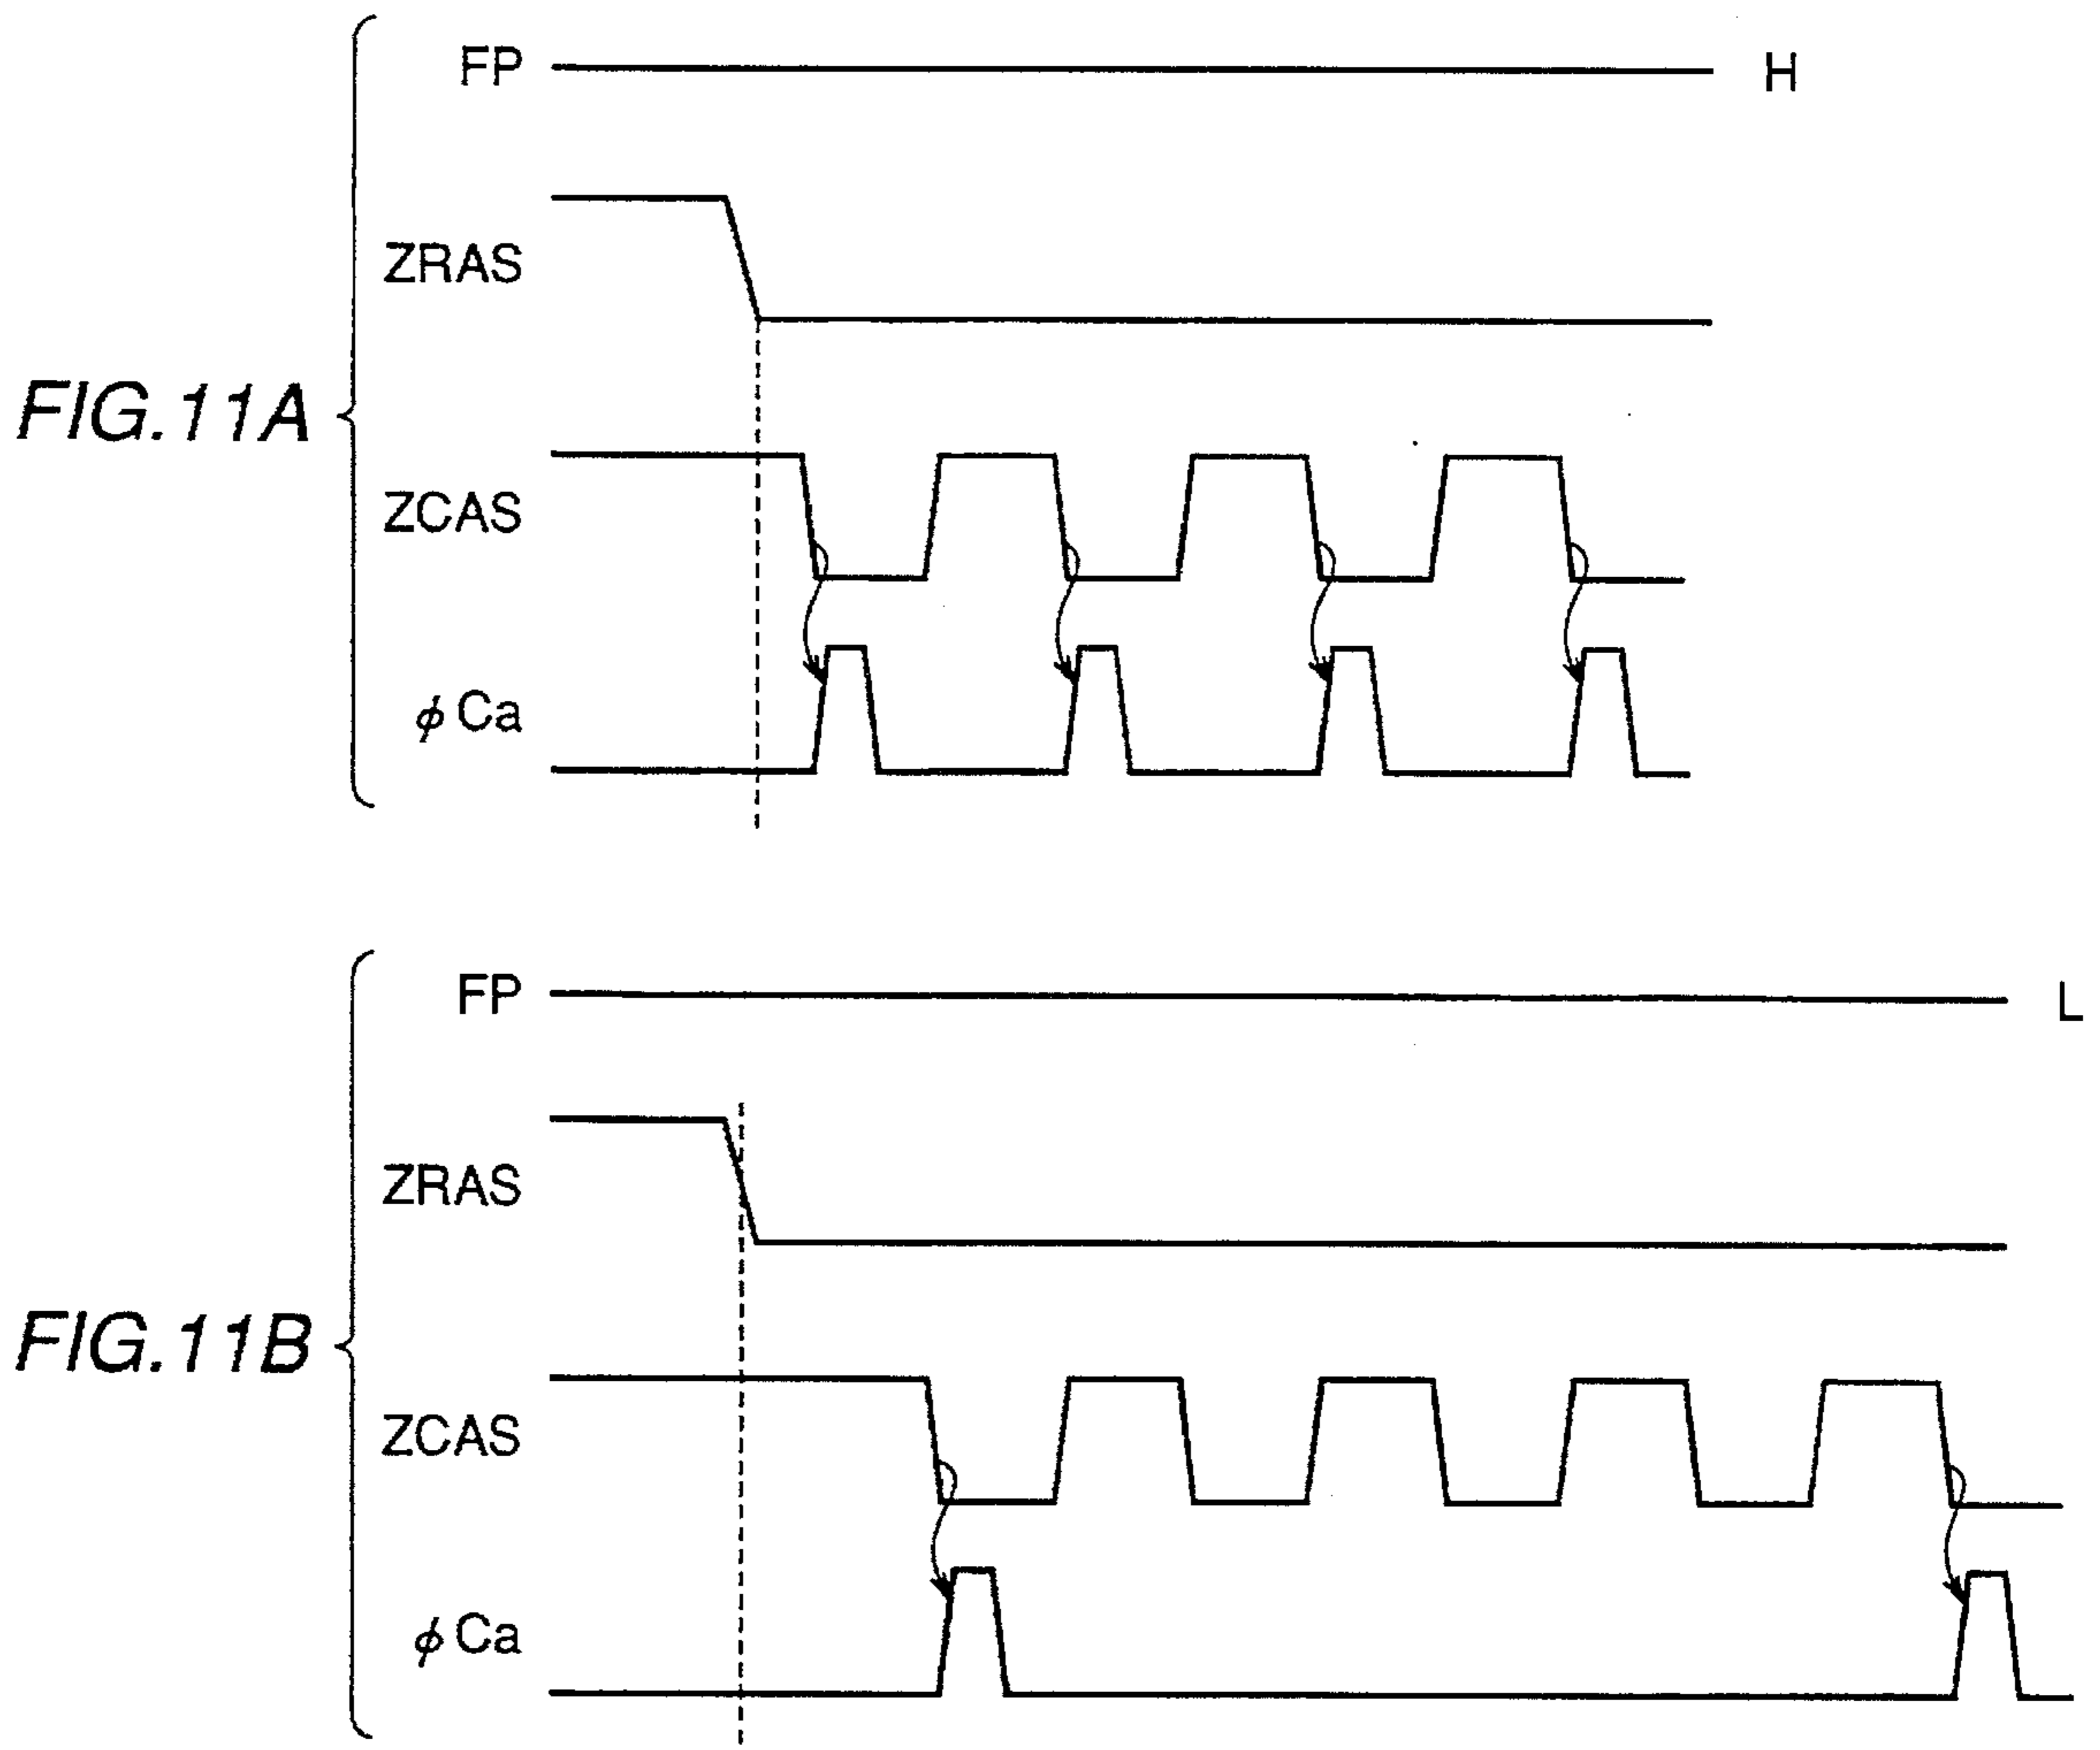 FIG.11A
FP H
ZRAS
ZCAS
ϕCa
FIG.11B
FP L
ZRAS
ZCAS
ϕCa